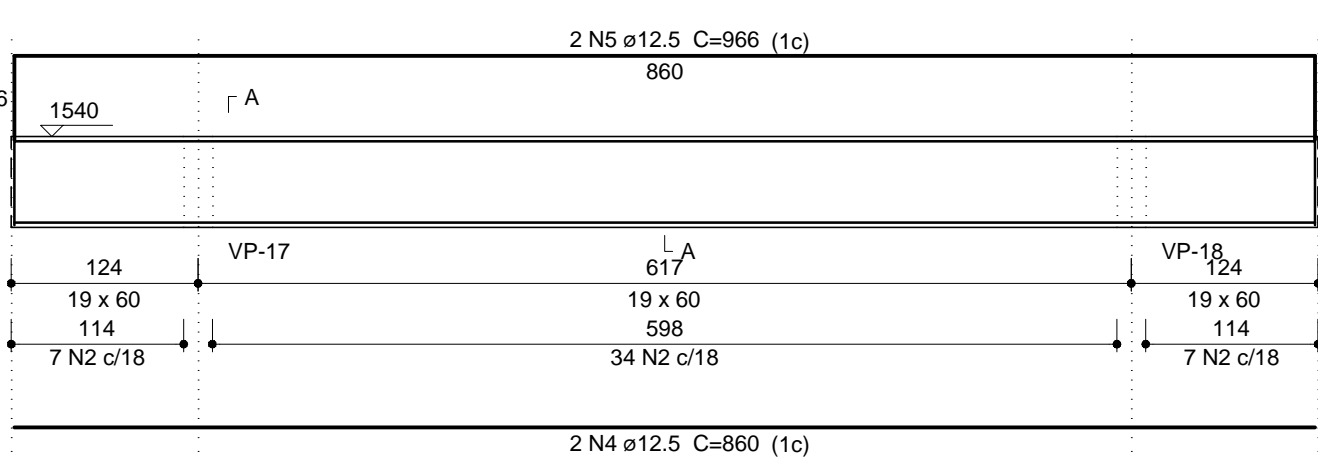 2 N5 ø12.5 C=966 (1c)
860
A
1540
VP-17
A
VP-18
124
617
124
19 x 60
19 x 60
19 x 60
114
598
114
7 N2 c/18
34 N2 c/18
7 N2 c/18
2 N4 ø12.5 C=860 (1c)